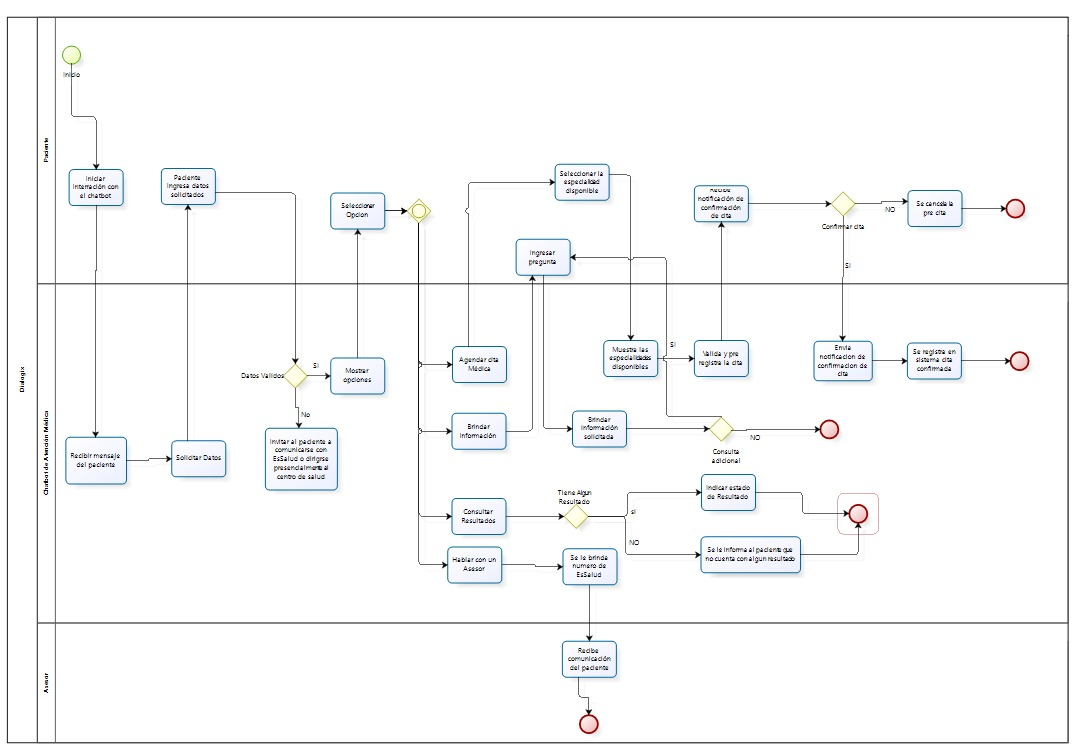 Dialogix
Paciente
Inicio
Iniciar
interración con
el chatbot
Paciente
ingresa datos
solicitados
Seleccionar
Opcion
Seleccionar la
especialidad
disponible
Ingresar
pregunta
notificación de
confirmación
de cita
Confirmar cita
NO
Se cancela la
pre cita
Si
Chatbot de Atención Médica
Recibir mensaje
del paciente
Solicitar Datos
Datos Validos
Si
No
Invitar al paciente a
comunicarse con
EsSalud o dirigirse
presencialmente al
centro de salud
Mostrar
opciones
Agendar cita
Médica
Brindar
Información
Muestra las
especialidades
disponibles
Si
Valida y pre
registra la cita
Envia
notificacion de
confirmacion de
cita
Se registra en
sistema cita
confirmada
Brindar
información
solicitada
NO
Consulta
adicional
Consultar
Resultados
Tiene Algun
Resultado
si
NO
Indicar estado
de Resultado
Se le informa al paciente que
no cuenta con algun resultado
Hablar con un
Asesor
Se le brinda
numero de
EsSalud
Asesor
Recibe
comunicación
del paciente